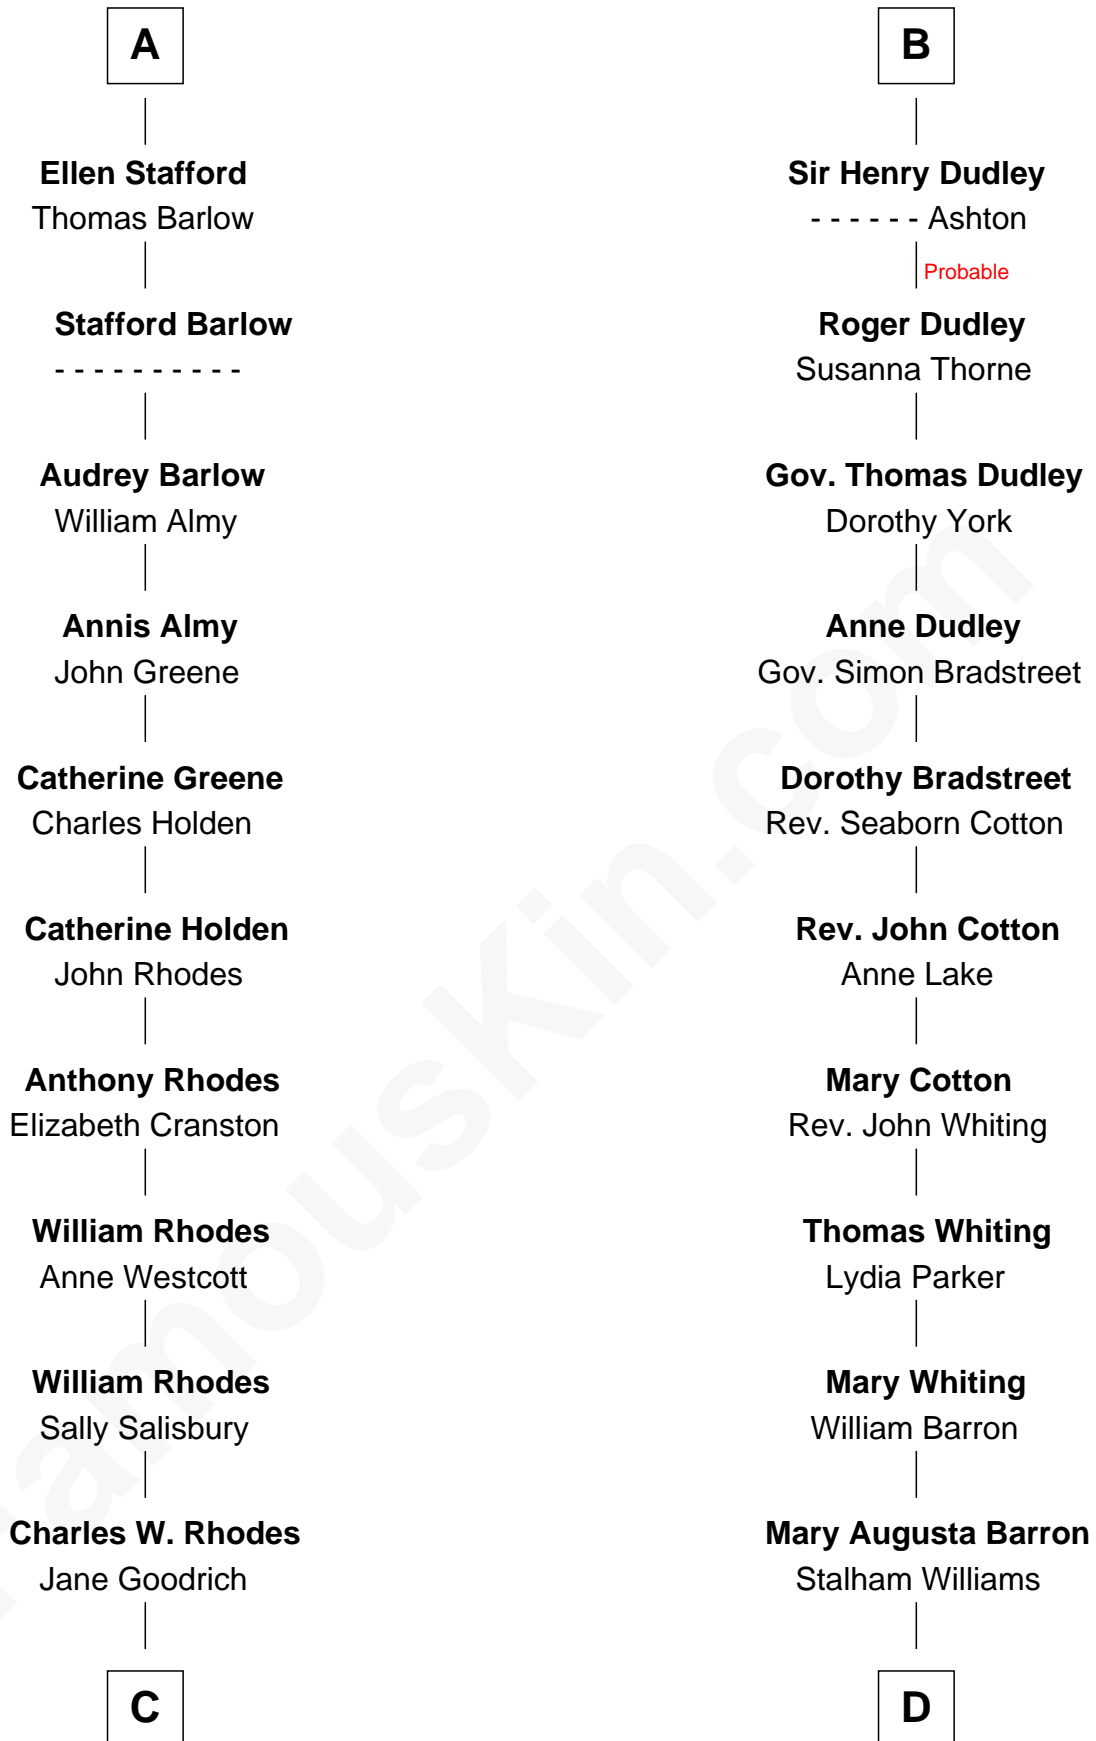 A
Ellen Stafford
Thomas Barlow
Stafford Barlow
- - - - - - - - - -
Audrey Barlow
William Almy
Annis Almy
John Greene
Catherine Greene
Charles Holden
Catherine Holden
John Rhodes
Anthony Rhodes
Elizabeth Cranston
William Rhodes
Anne Westcott
William Rhodes
Sally Salisbury
Charles W. Rhodes
Jane Goodrich
C
B
Sir Henry Dudley
- - - - - - Ashton
Probable
Roger Dudley
Susanna Thorne
Gov. Thomas Dudley
Dorothy York
Anne Dudley
Gov. Simon Bradstreet
Dorothy Bradstreet
Rev. Seaborn Cotton
Rev. John Cotton
Anne Lake
Mary Cotton
Rev. John Whiting
Thomas Whiting
Lydia Parker
Mary Whiting
William Barron
Mary Augusta Barron
Stalham Williams
D
FamousKin.com